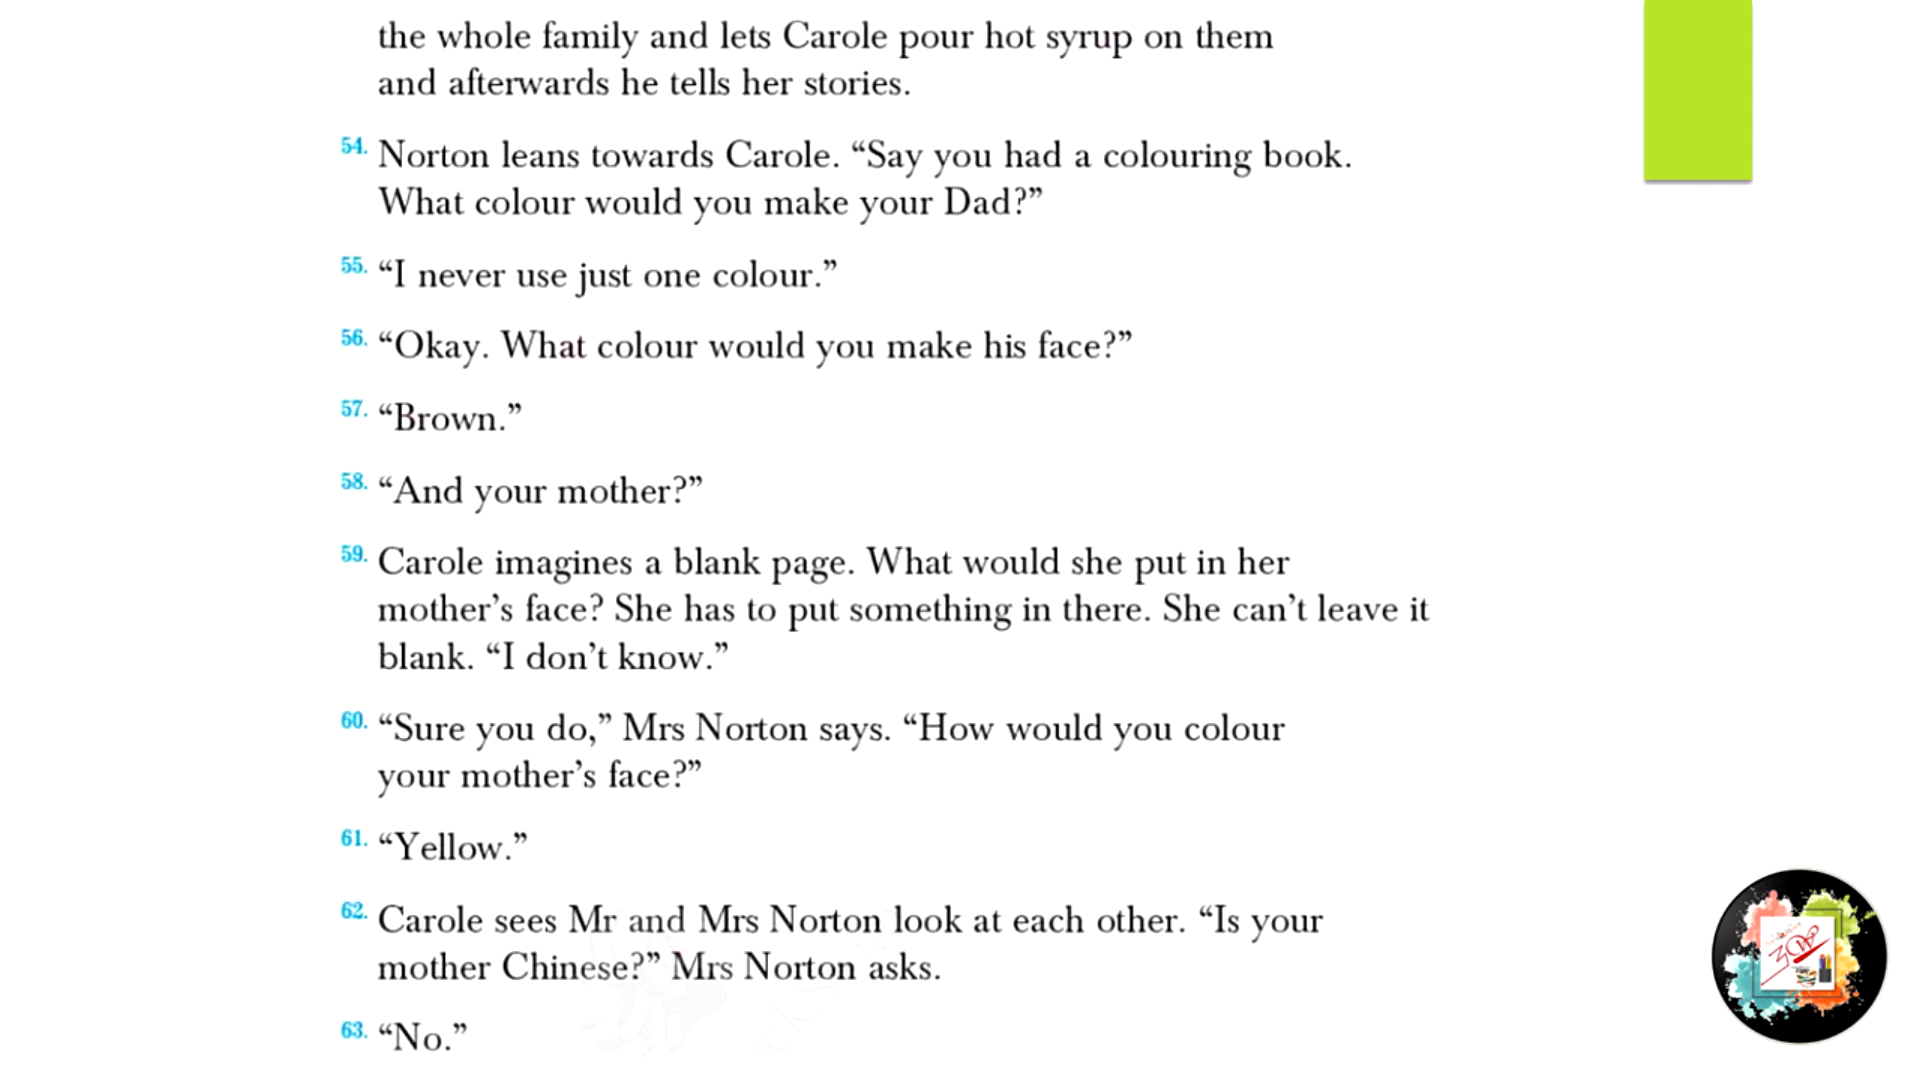 the whole family and lets Carole pour hot syrup on them
and afterwards he tells her stories.
54. Norton leans towards Carole. “Say you had a colouring book.
What colour would you make your Dad?”
55. “I never use just one colour.”
56. “Okay. What colour would you make his face?”
57. “Brown.”
58. “And your mother?”
59. Carole imagines a blank page. What would she put in her
mother’s face? She has to put something in there. She can’t leave it
blank. “I don’t know.”
60. “Sure you do,” Mrs Norton says. “How would you colour
your mother’s face?”
61. “Yellow.”
62. Carole sees Mr and Mrs Norton look at each other. “Is your
mother Chinese?” Mrs Norton asks.
63. “No.”